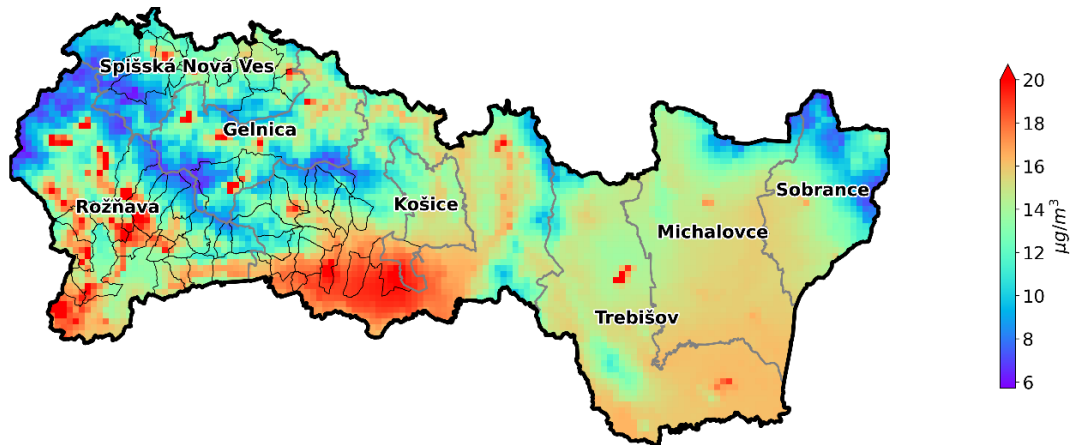 Spišská Nová Ves
Gelnica
Rožňava
Košice
Sobrance
Michalovce
Trebišov
20
18
16
14
12
10
8
6
μg/m³